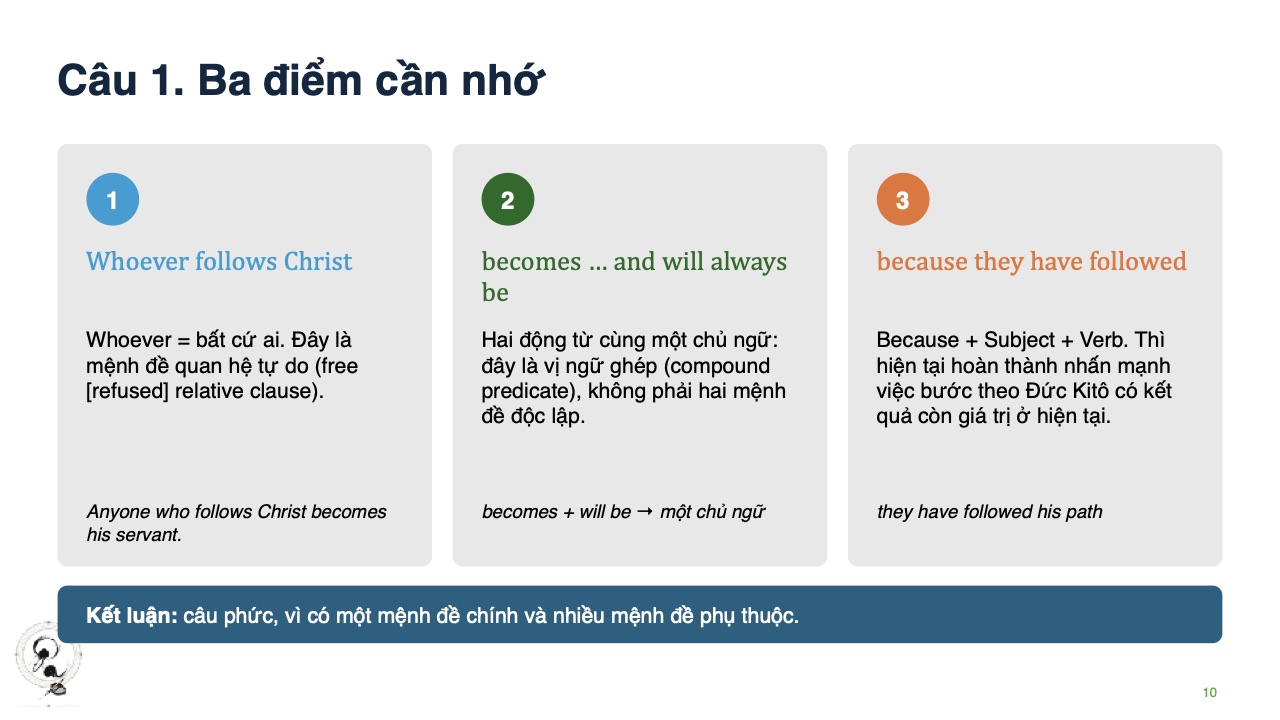 Câu 1. Ba điểm cần nhớ
1
Whoever follows Christ
Whoever = bất cứ ai. Đây là
mệnh đề quan hệ tự do (free
[refused] relative clause).
Anyone who follows Christ becomes
his servant.
2
becomes … and will always
be
Hai động từ cùng một chủ ngữ:
đây là vị ngữ ghép (compound
predicate), không phải hai mệnh
đề độc lập.
becomes + will be → một chủ ngữ
3
because they have followed
Because + Subject + Verb. Thì
hiện tại hoàn thành nhấn mạnh
việc bước theo Đức Kitô có kết
quả còn giá trị ở hiện tại.
they have followed his path
Kết luận: câu phức, vì có một mệnh đề chính và nhiều mệnh đề phụ thuộc.
10